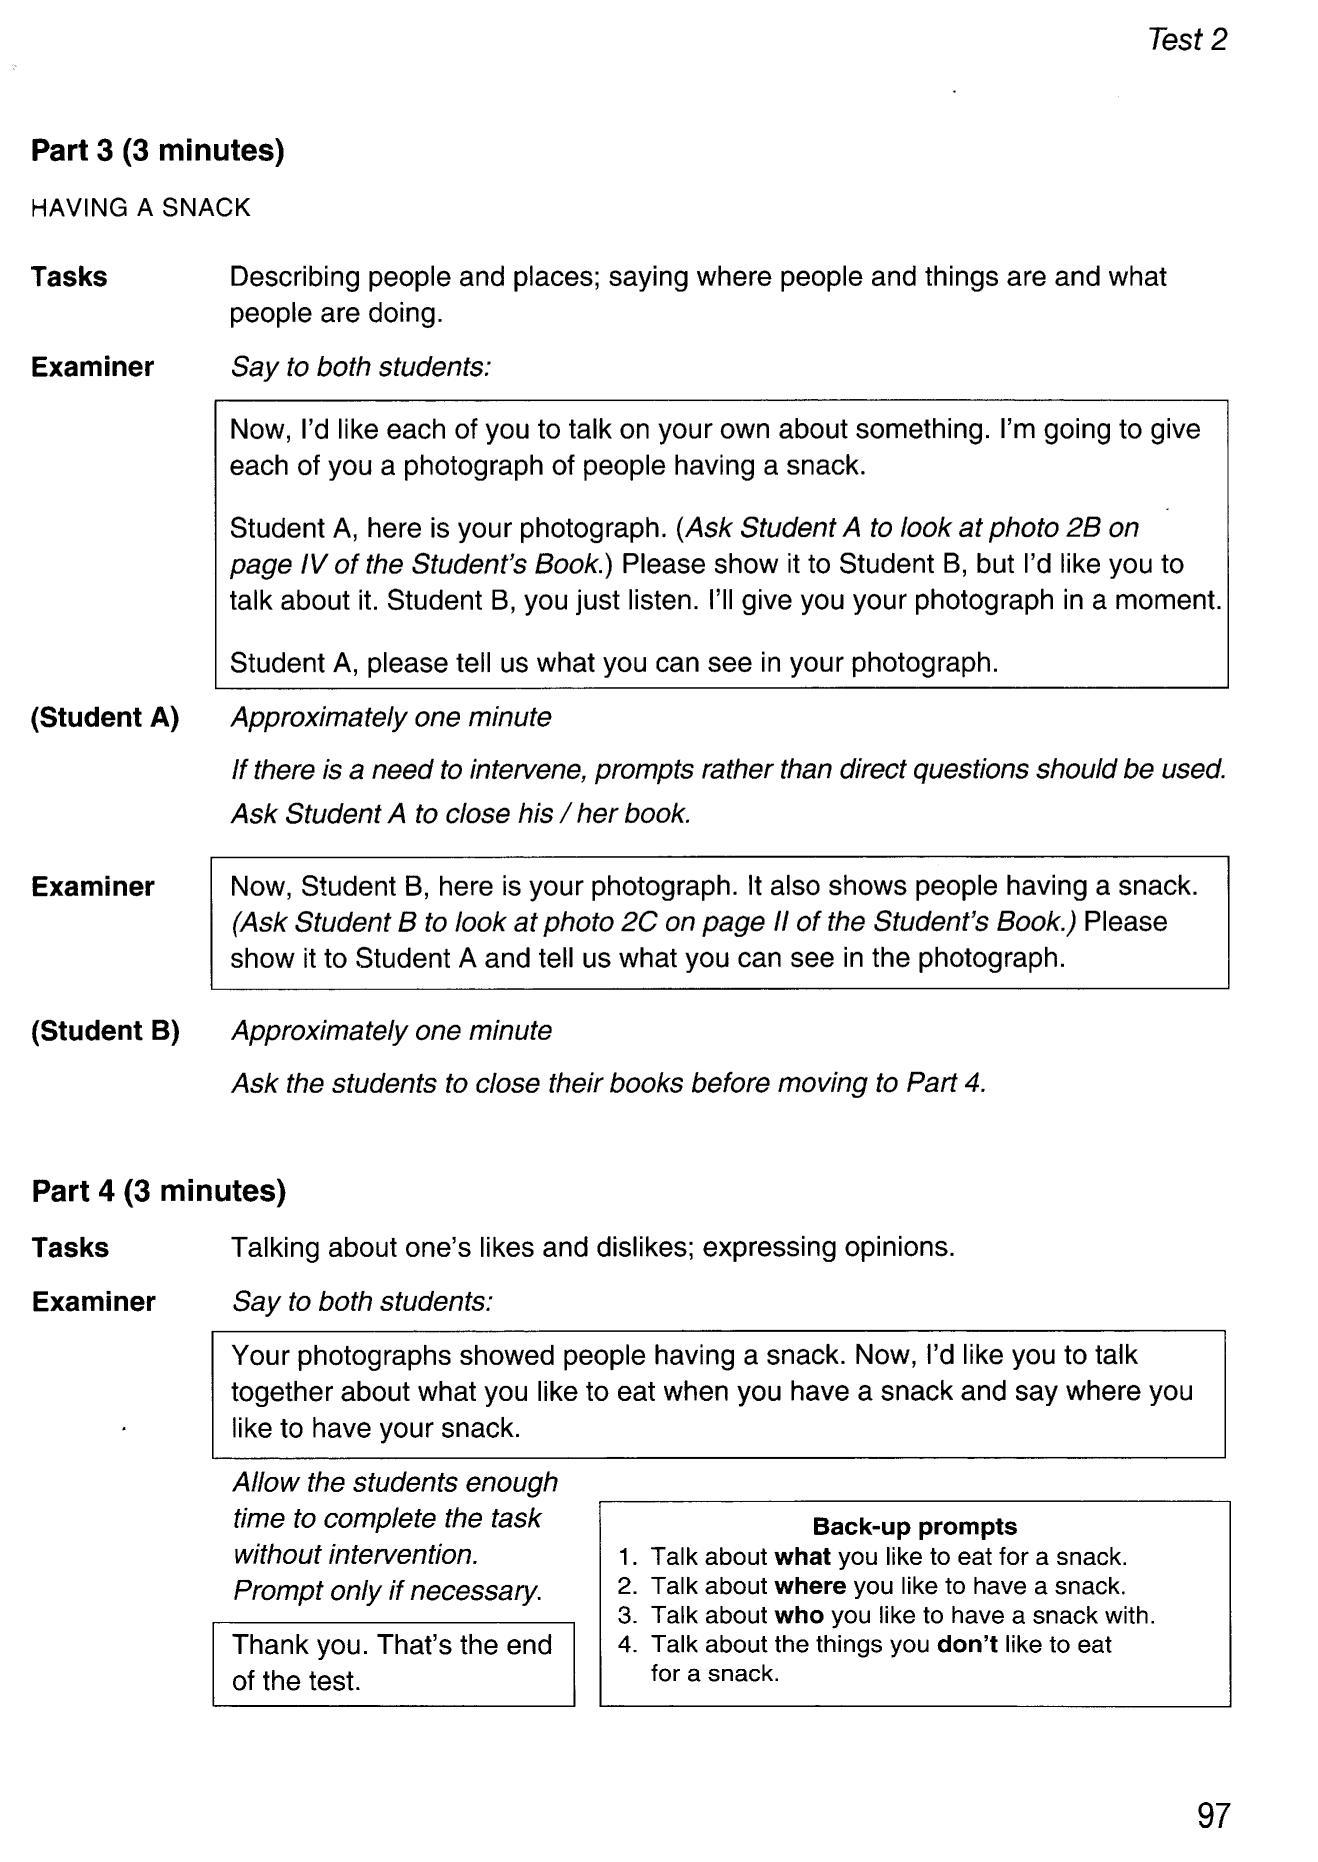 Test 2
Part 3 (3 minutes)
HAVING A SNACK
Tasks Describing people and places; saying where people and things are and what
people are doing.
Examiner Say to both students:
Now, I'd like each of you to talk on your own about something. I'm going to give
each of you a photograph of people having a snack.
Student A, here is your photograph. (Ask Student A to look at photo 2B on
page IV of the Student's Book.) Please show it to Student B, but I'd like you to
talk about it. Student B, you just listen. I'll give you your photograph in a moment.
Student A, please tell us what you can see in your photograph.
(Student A) Approximately one minute
If there is a need to intervene, prompts rather than direct questions should be used.
Ask Student A to close his / her book.
Examiner Now, Student B, here is your photograph. It also shows people having a snack.
(Ask Student B to look at photo 2C on page II of the Student's Book.) Please
show it to Student A and tell us what you can see in the photograph.
(Student B) Approximately one minute
Ask the students to close their books before moving to Part 4.
Part 4 (3 minutes)
Tasks Talking about one's likes and dislikes; expressing opinions.
Examiner Say to both students:
Your photographs showed people having a snack. Now, I'd like you to talk
together about what you like to eat when you have a snack and say where you
like to have your snack.
Allow the students enough
time to complete the task
without intervention.
Prompt only if necessary.
Thank you. That's the end
of the test.
Back-up prompts
1. Talk about what you like to eat for a snack.
2. Talk about where you like to have a snack.
3. Talk about who you like to have a snack with.
4. Talk about the things you don't like to eat
for a snack.
97